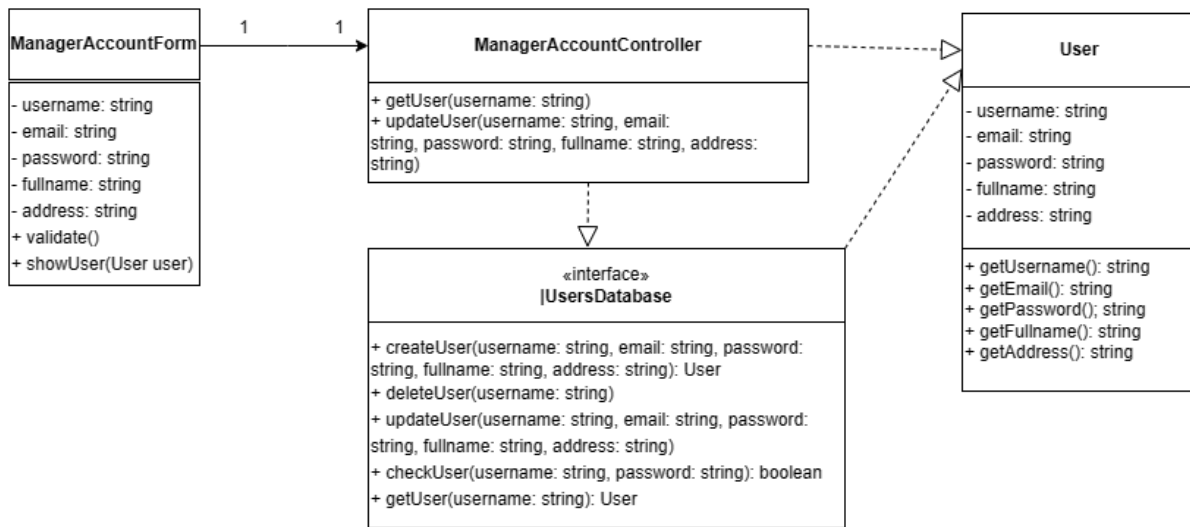 ManagerAccountForm
- username: string
- email: string
- password: string
- fullname: string
- address: string
+ validate()
+ showUser(User user)
1
1
ManagerAccountController
+ getUser(username: string)
+ updateUser(username: string, email:
string, password: string, fullname: string, address:
string)
«interface»
|UsersDatabase
+ createUser(username: string, email: string, password:
string, fullname: string, address: string): User
+ deleteUser(username: string)
+ updateUser(username: string, email: string, password:
string, fullname: string, address: string)
+ checkUser(username: string, password: string): boolean
+ getUser(username: string): User
User
- username: string
- email: string
- password: string
- fullname: string
- address: string
+ getUsername(): string
+ getEmail(): string
+ getPassword(); string
+ getFullname(): string
+ getAddress(): string